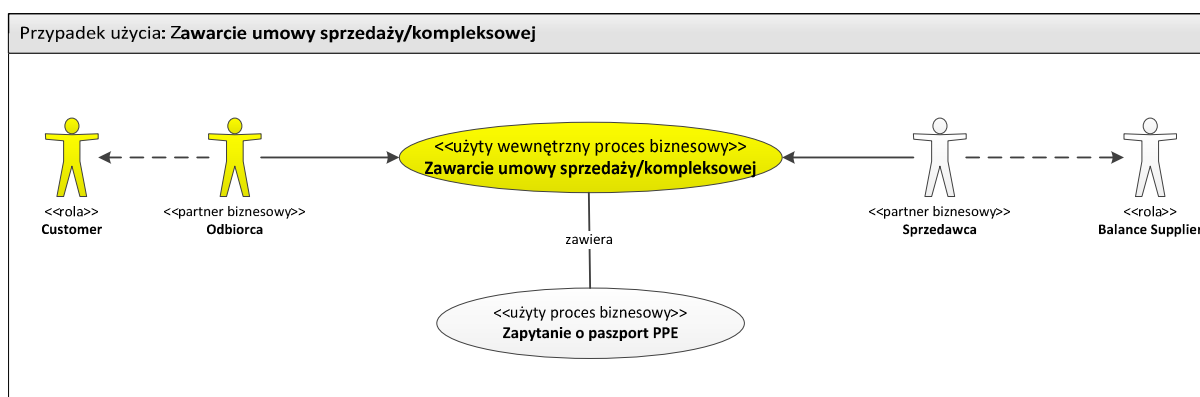 Przypadek użycia: Zawarcie umowy sprzedaży/kompleksowej
<<użyty wewnętrzny proces biznesowy>>
Zawarcie umowy sprzedaży/kompleksowej
<<rola>>
Customer
<<partner biznesowy>>
Odbiorca
<<partner biznesowy>>
Sprzedawca
<<rola>>
Balance Supplier
zawiera
<<użyty proces biznesowy>>
Zapytanie o paszport PPE